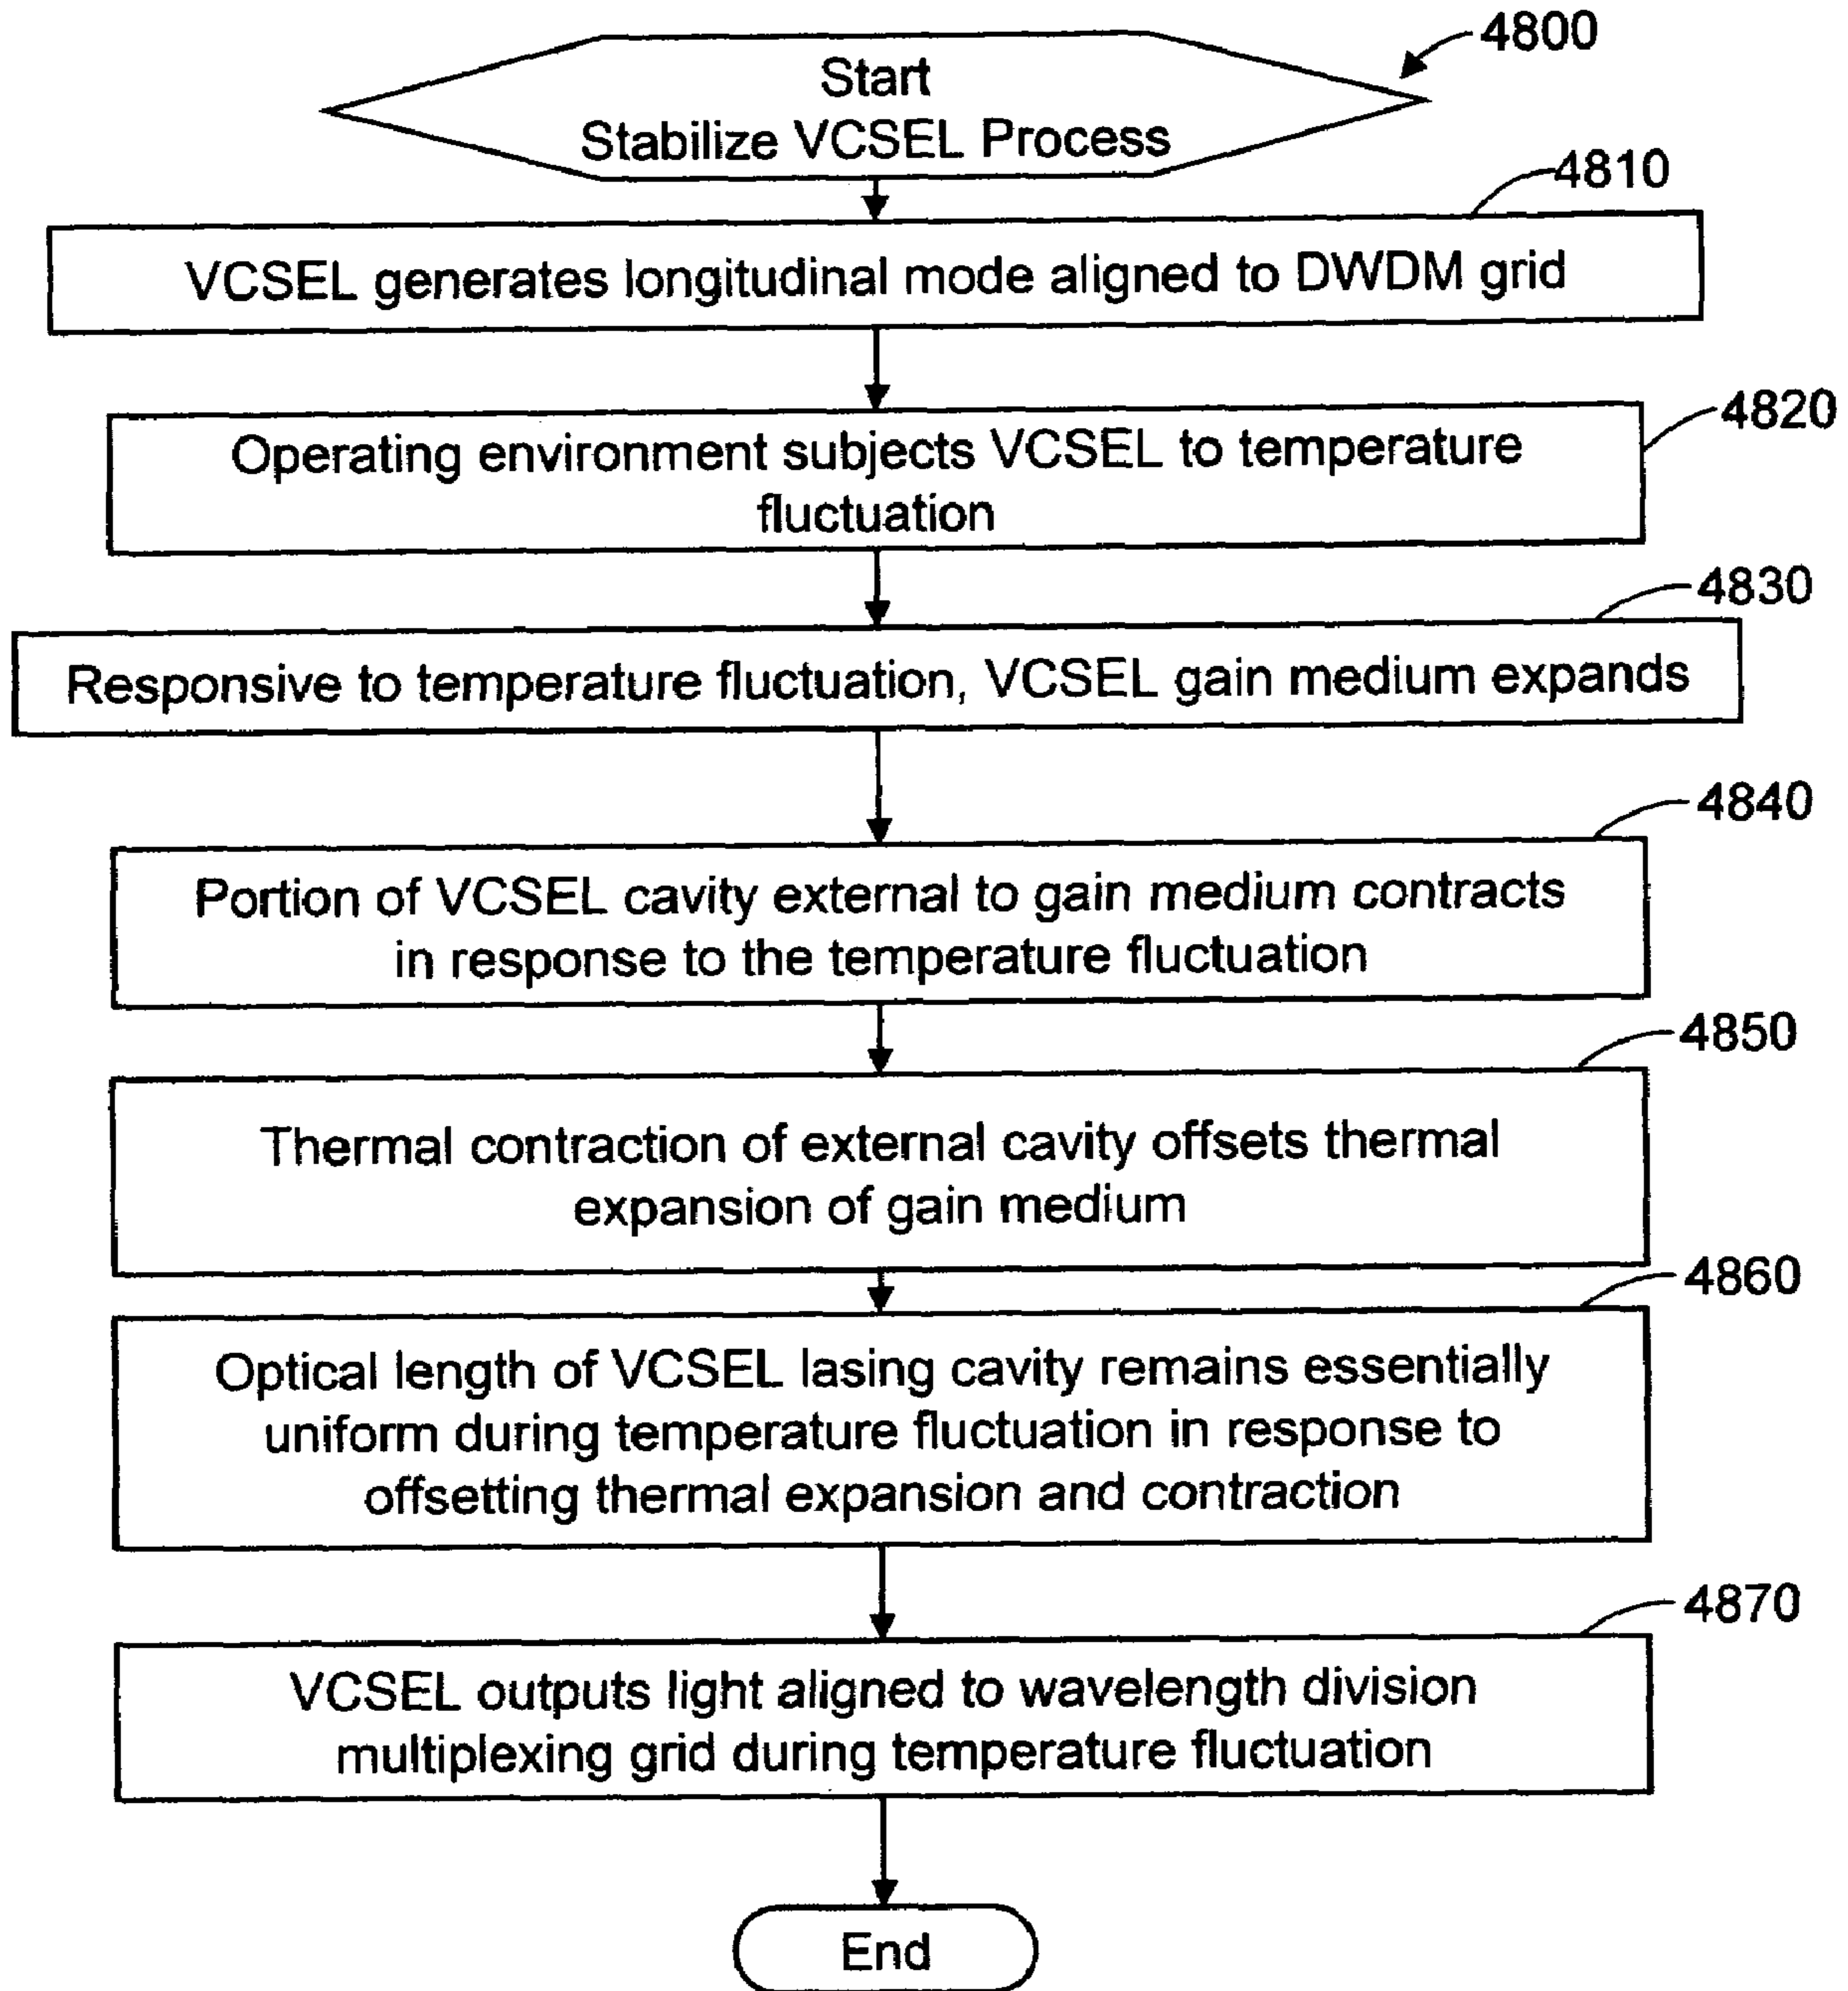 4800
Start
Stabilize VCSEL Process
4810
VCSEL generates longitudinal mode aligned to DWDM grid
4820
Operating environment subjects VCSEL to temperature
fluctuation
4830
Responsive to temperature fluctuation, VCSEL gain medium expands
4840
Portion of VCSEL cavity external to gain medium contracts
in response to the temperature fluctuation
4850
Thermal contraction of external cavity offsets thermal
expansion of gain medium
4860
Optical length of VCSEL lasing cavity remains essentially
uniform during temperature fluctuation in response to
offsetting thermal expansion and contraction
4870
VCSEL outputs light aligned to wavelength division
multiplexing grid during temperature fluctuation
End